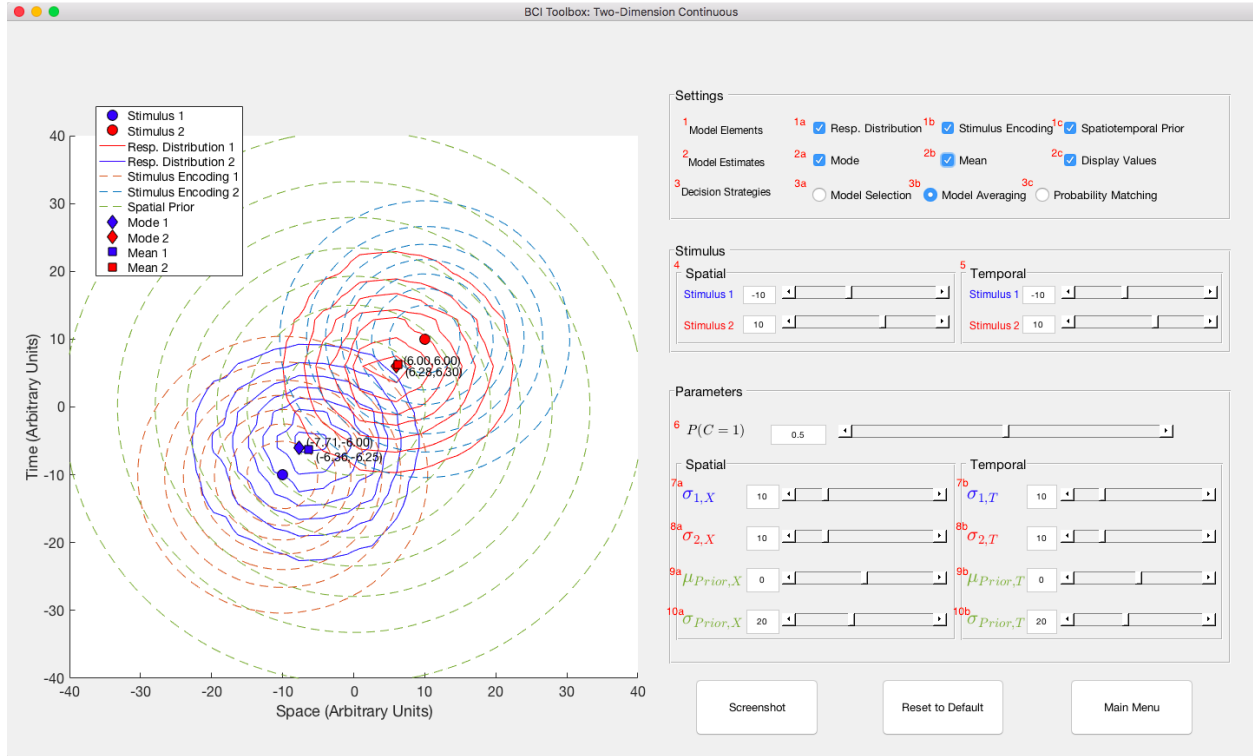 BCI Toolbox: Two-Dimension Continuous
Stimulus 1
Stimulus 2
Resp. Distribution 1
Resp. Distribution 2
Stimulus Encoding 1
Stimulus Encoding 2
Spatial Prior
Mode 1
Mode 2
Mean 1
Mean 2
40
30
20
10
0
-10
-20
-30
-40
Time (Arbitrary Units)
(6.00,6.00)
(6.28,6.30)
(-7.71,-6.00)
(-6.36,-6.25)
-40 -30 -20 -10 0 10 20 30 40
Space (Arbitrary Units)
Settings
1 Model Elements 1a Resp. Distribution 1b Stimulus Encoding 1c Spatiotemporal Prior
2 Model Estimates 2a Mode 2b Mean 2c Display Values
3 Decision Strategies 3a Model Selection 3b Model Averaging 3c Probability Matching
Stimulus
4 Spatial 5 Temporal
Stimulus 1 -10 Stimulus 1 -10
Stimulus 2 10 Stimulus 2 10
Parameters
6 P(C = 1) 0.5
Spatial Temporal
7a σ1,X 10 7b σ1,T 10
8a σ2,X 10 8b σ2,T 10
9a μPrior,X 0 9b μPrior,T 0
10a σPrior,X 20 10b σPrior,T 20
Screenshot Reset to Default Main Menu